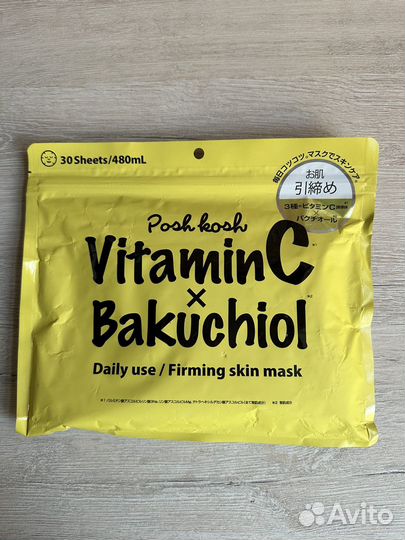 30 Sheets/480mL
毎日コツコツ。マスクでスキンケア。
お肌
引締め
3種のビタミンC
×
バクチオール
Posh kosh
Vitamin C
×
Bakuchiol
Daily use / Firming skin mask
Avito